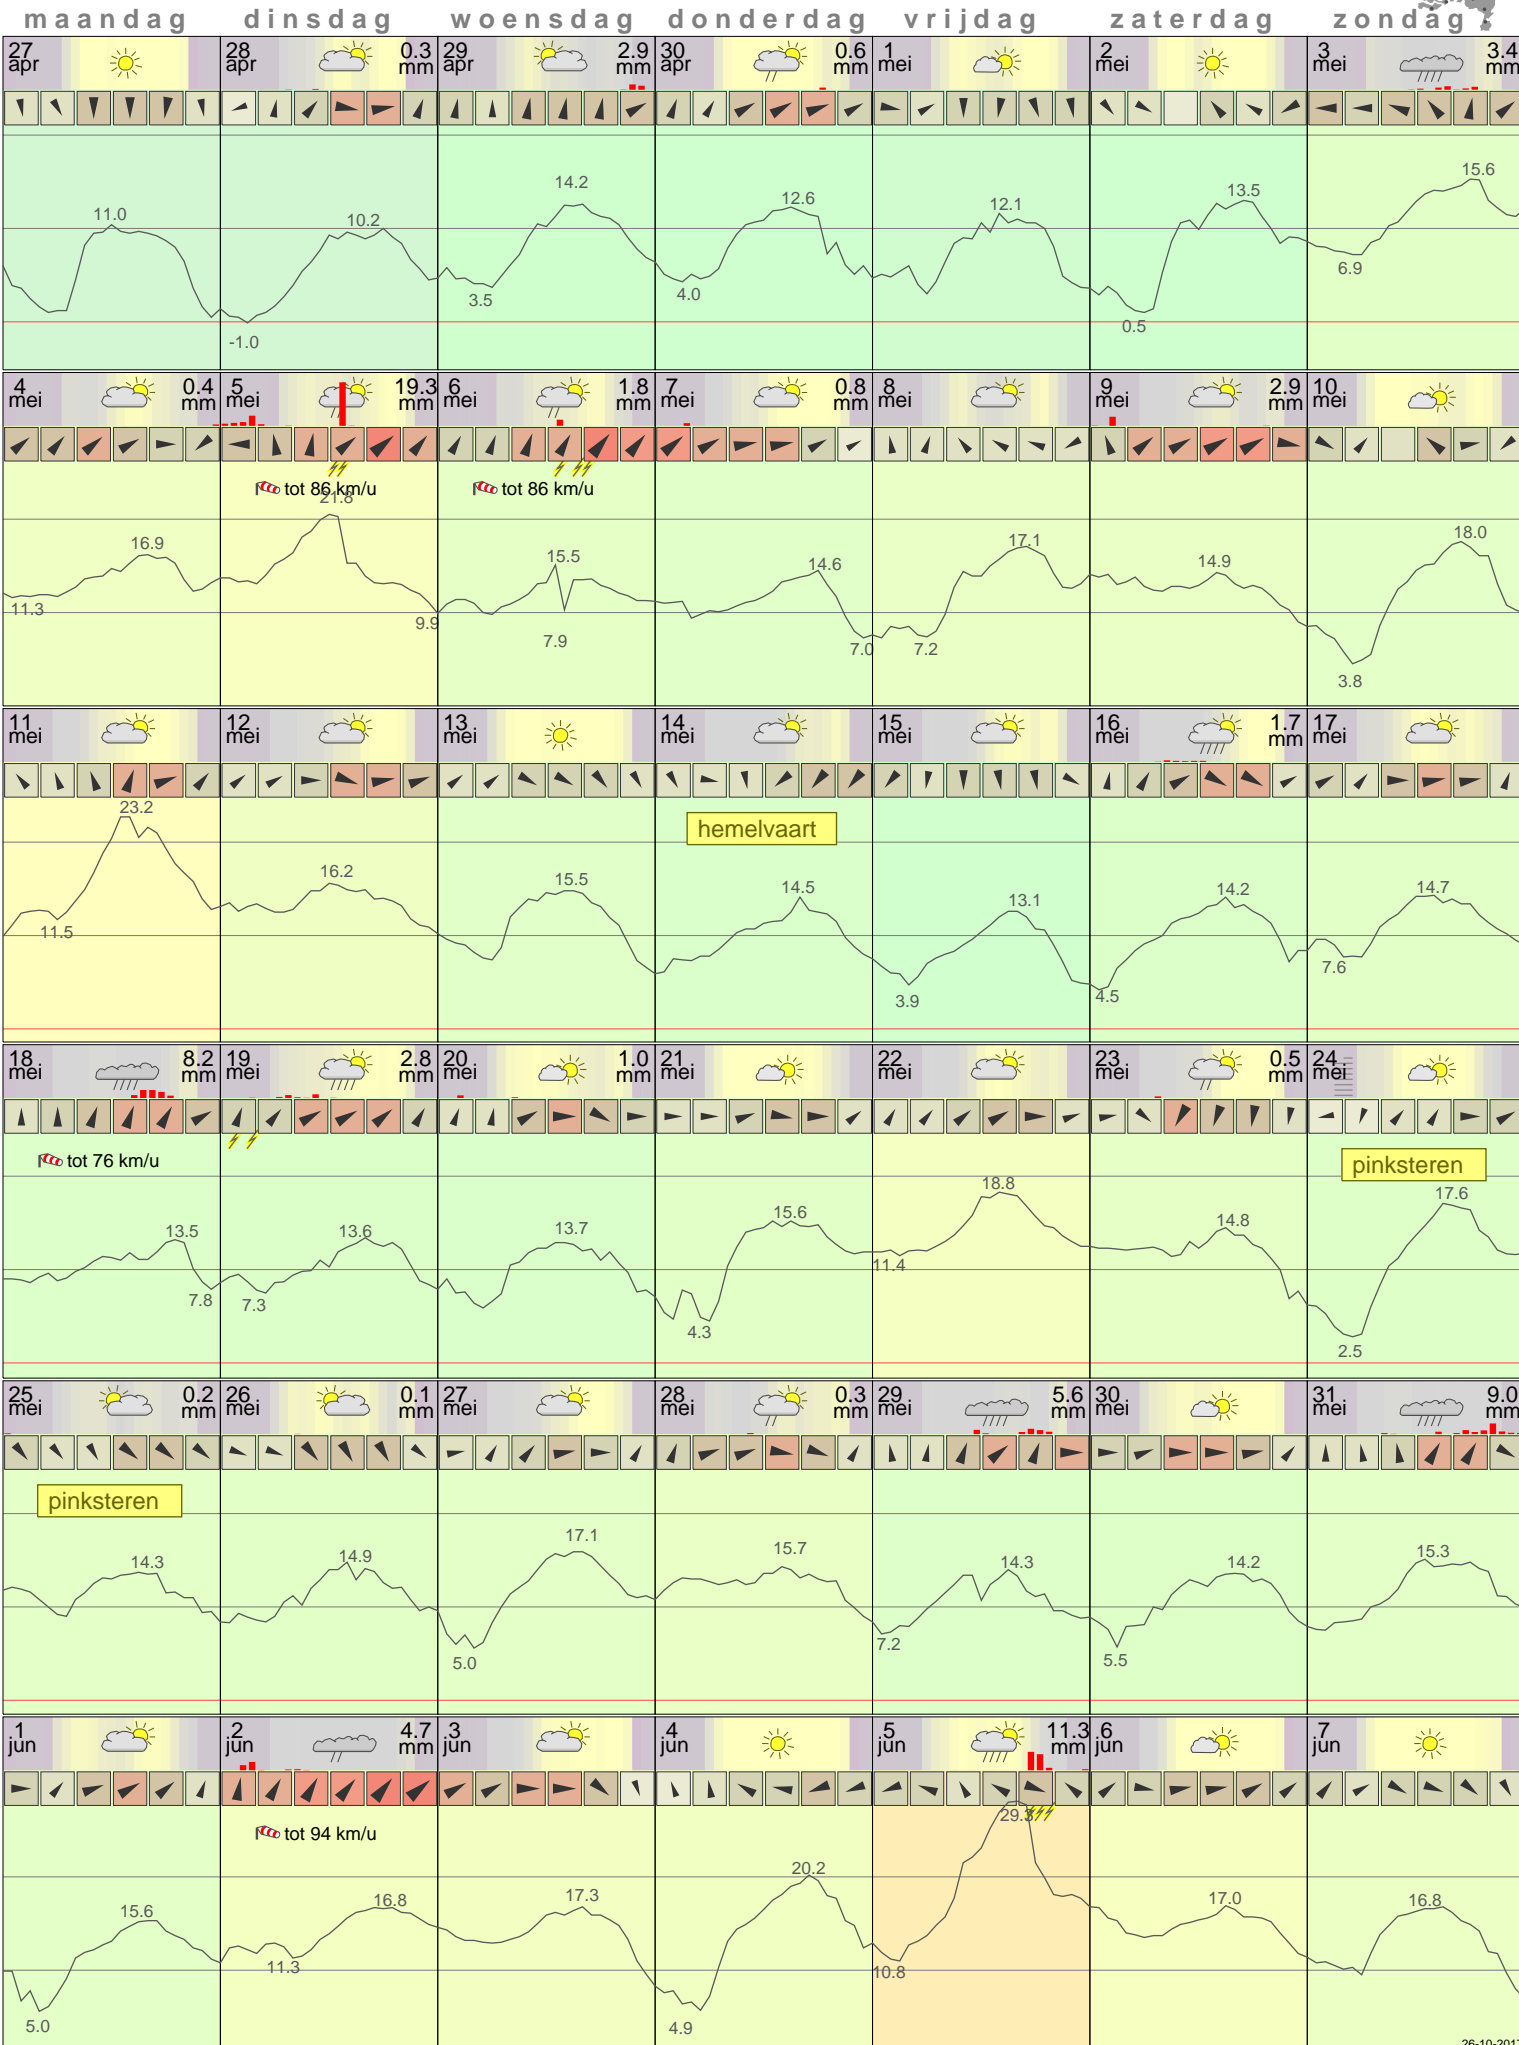 maandag dinsdag woensdag donderdag vrijdag zaterdag zondag
27 apr 28 apr 0.3 mm 29 apr 2.9 mm 30 apr 0.6 mm 1 mei 2 mei 3 mei 3.4 mm
11.0 10.2 14.2 12.6 12.1 13.5 15.6
-1.0 3.5 4.0 0.5 6.9
4 mei 0.4 mm 5 mei 19.3 mm 6 mei 1.8 mm 7 mei 0.8 mm 8 mei 9 mei 2.9 mm 10 mei
tot 86 km/u tot 86 km/u
21.8
16.9 15.5 14.6 17.1 14.9 18.0
11.3 9.9 7.9 7.0 7.2 3.8
11 mei 12 mei 13 mei 14 mei 15 mei 16 mei 1.7 mm 17 mei
hemelvaart
23.2 16.2 15.5 14.5 13.1 14.2 14.7
11.5 3.9 4.5 7.6
18 mei 8.2 mm 19 mei 2.8 mm 20 mei 1.0 mm 21 mei 22 mei 23 mei 0.5 mm 24 mei
tot 76 km/u pinksteren
13.5 13.6 13.7 15.6 18.8 14.8 17.6
7.8 7.3 4.3 11.4 2.5
25 mei 0.2 mm 26 mei 0.1 mm 27 mei 28 mei 0.3 mm 29 mei 5.6 mm 30 mei 31 mei 9.0 mm
pinksteren
14.3 14.9 17.1 15.7 14.3 14.2 15.3
5.0 7.2 5.5
1 jun 2 jun 4.7 mm 3 jun 4 jun 5 jun 11.3 mm 6 jun 7 jun
tot 94 km/u
15.6 16.8 17.3 20.2 29.3 17.0 16.8
5.0 11.3 4.9 10.8
26-10-2017